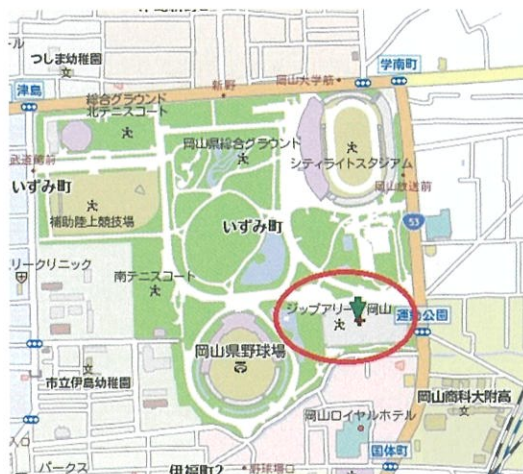 つしま幼稚園
津島
新野
岡山大学筋
学南町
総合グラウンド
北テニスコート
岡山県総合グラウンド
シティライトスタジアム
武道館前
いずみ町
補助陸上競技場
いずみ町
岡山放送前
53
リークリニック
南テニスコート
ジップアリーナ岡山
運動公園
岡山県野球場
市立伊島幼稚園
岡山ロイヤルホテル
岡山商科大附高
国体町
パークス
伊福町2
野球場口